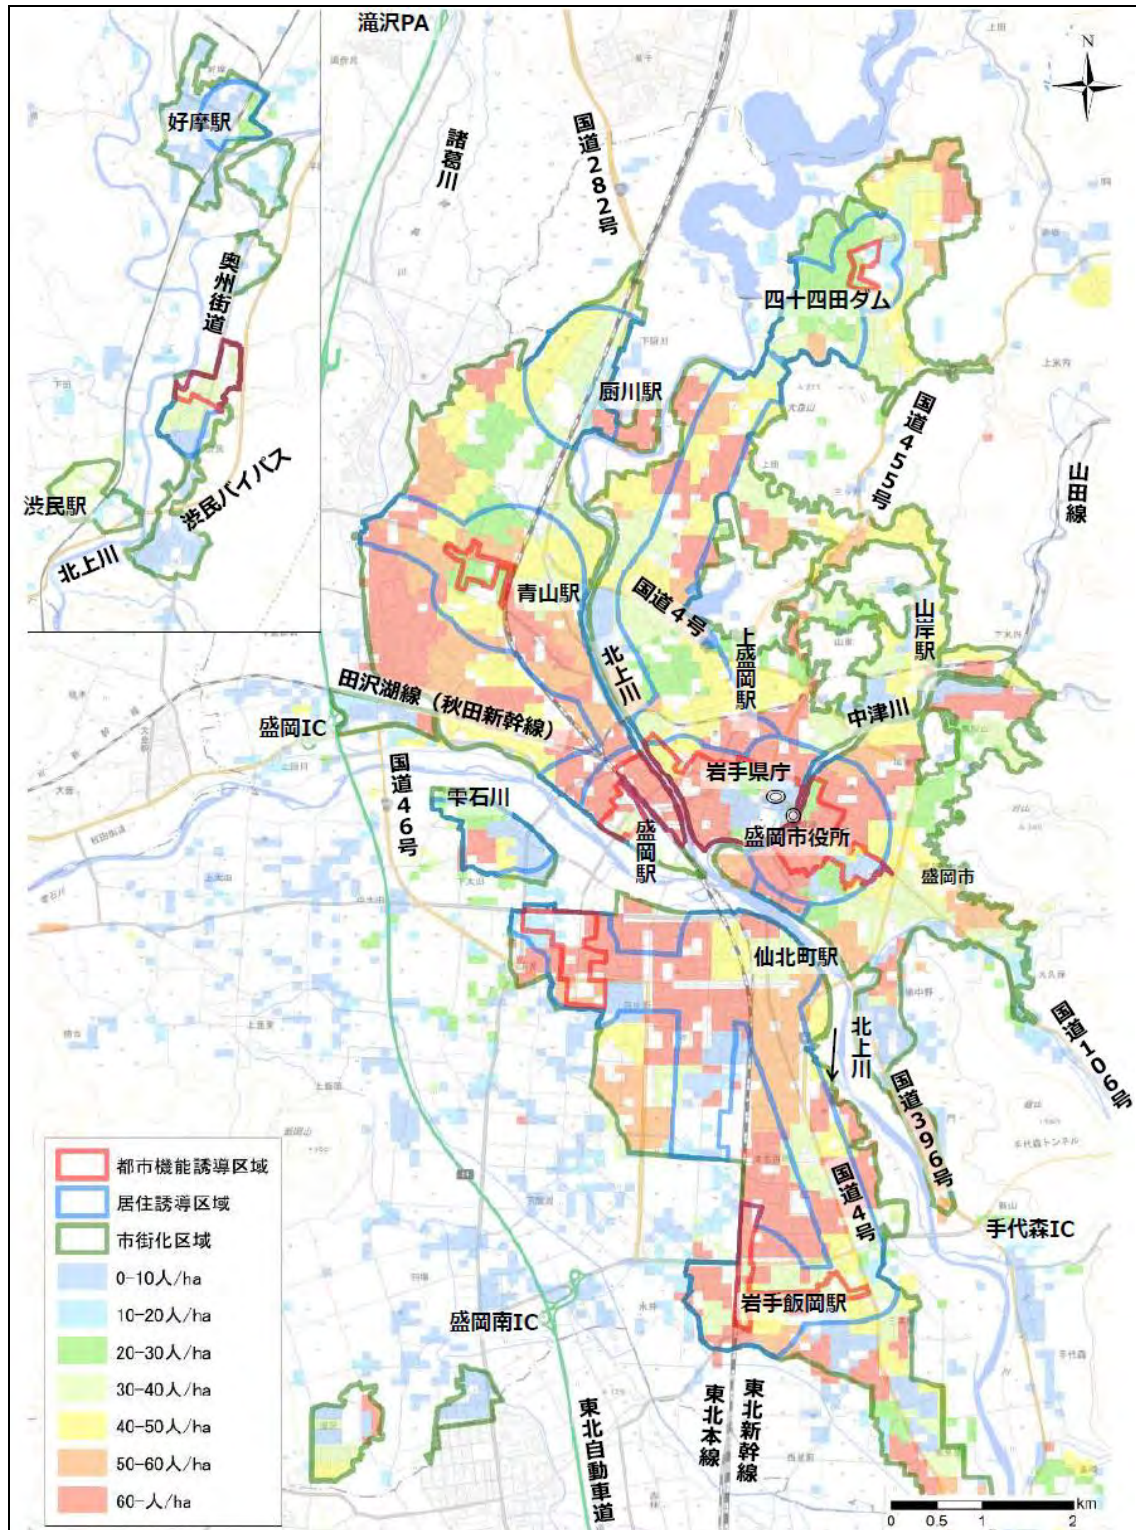 滝沢PA
N
好摩駅
諸葛川
国道282号
奥州街道
四十四田ダム
厨川駅
国道455号
山田線
渋民駅
渋民バイパス
北上川
青山駅
国道4号
上盛岡駅
山岸駅
北上川
田沢湖線(秋田新幹線)
中津川
盛岡IC
岩手県庁
国道46号
雫石川
盛岡駅
盛岡市役所
盛岡市
仙北町駅
北上川
国道106号
国道396号
国道4号
手代森IC
都市機能誘導区域
居住誘導区域
市街化区域
0-10人/ha
10-20人/ha
20-30人/ha
30-40人/ha
40-50人/ha
50-60人/ha
60-人/ha
岩手飯岡駅
盛岡南IC
東北自動車道
東北本線
東北新幹線
手代森トンネル
手代森
km
0 0.5 1 2